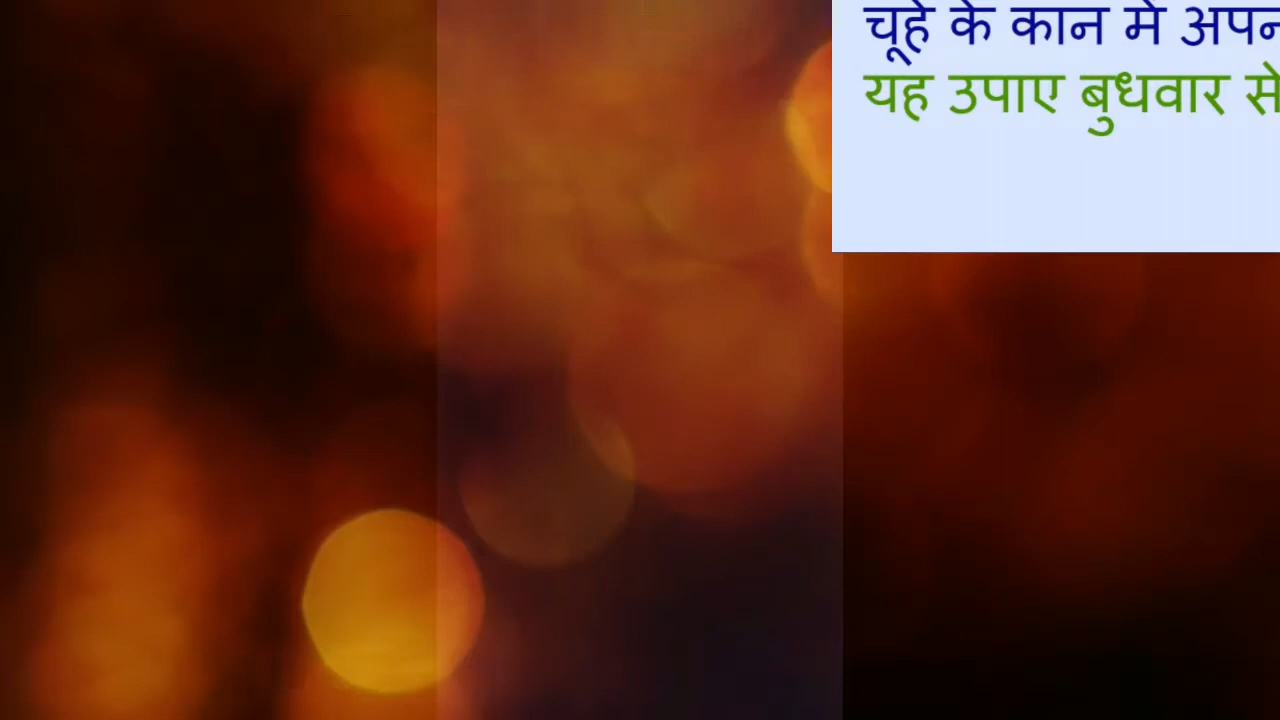 चूहे के कान में अपन
यह उपाए बुधवार से